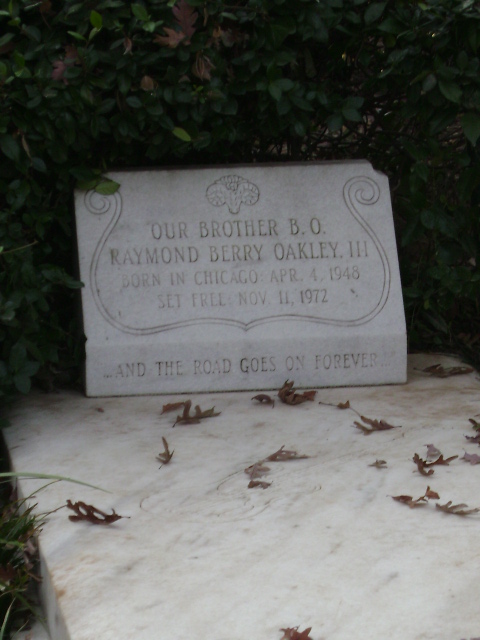 OUR BROTHER B.O.
RAYMOND BERRY OAKLEY, III
BORN IN CHICAGO: APR. 4, 1948
SET FREE: NOV. 11, 1972
...AND THE ROAD GOES ON FOREVER...